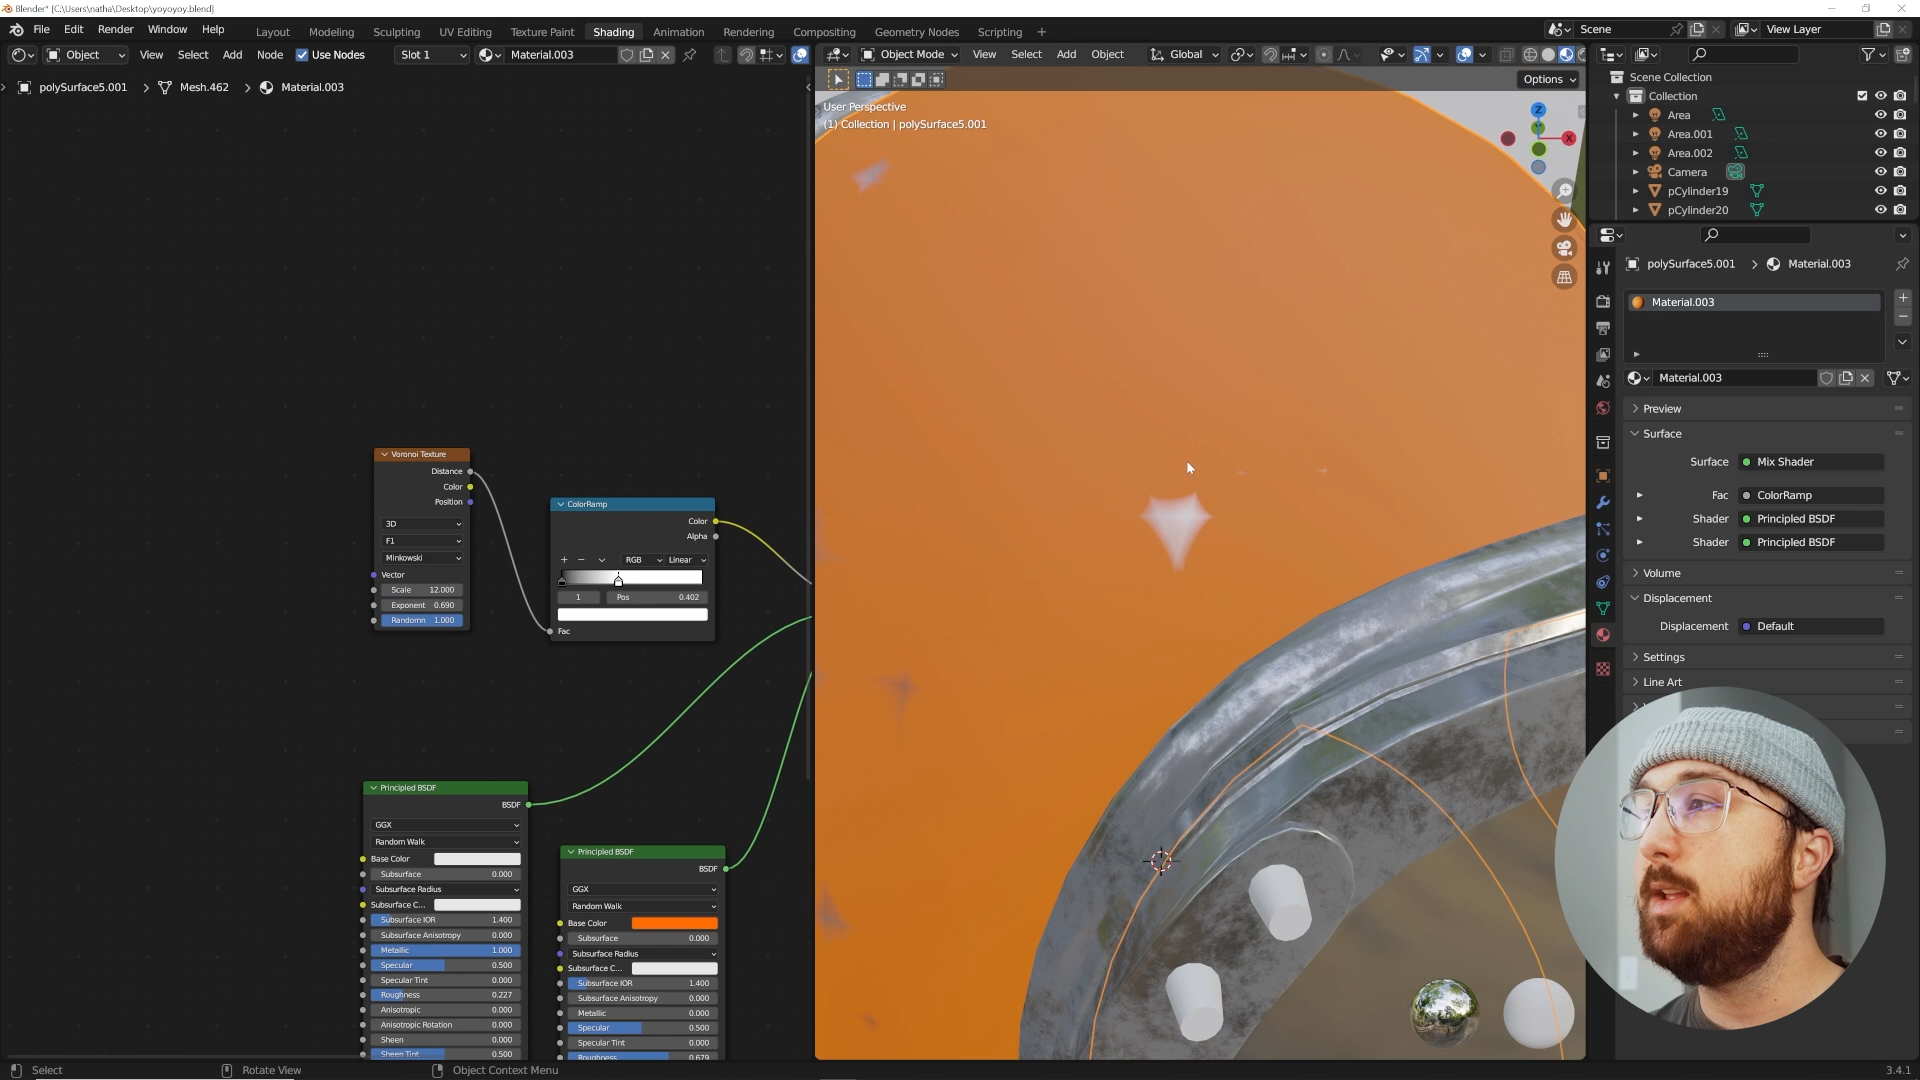 Blender* [C:\Users\natha\Desktop\yoyoyoy.blend]
File Edit Render Window Help Layout Modeling Sculpting UV Editing Texture Paint Shading Animation Rendering Compositing Geometry Nodes Scripting + Scene View Layer
Object View Select Add Node Use Nodes Slot 1 Material.003
Object Mode View Select Add Object Global
polySurface5.001 > Mesh.462 > Material.003
Options
User Perspective
(1) Collection | polySurface5.001
Z
Y
X
Voronoi Texture
Distance
Color
Position
3D
F1
Minkowski
Vector
Scale 12.000
Exponent 0.690
Randomn 1.000
ColorRamp
Color
Alpha
+ − RGB Linear
1 Pos 0.402
Fac
Principled BSDF
BSDF
GGX
Random Walk
Base Color
Subsurface 0.000
Subsurface Radius
Subsurface C...
Subsurface IOR 1.400
Subsurface Anisotropy 0.000
Metallic 1.000
Specular 0.500
Specular Tint 0.000
Roughness 0.227
Anisotropic 0.000
Anisotropic Rotation 0.000
Sheen 0.000
Sheen Tint 0.500
Principled BSDF
BSDF
GGX
Random Walk
Base Color
Subsurface 0.000
Subsurface Radius
Subsurface C...
Subsurface IOR 1.400
Subsurface Anisotropy 0.000
Metallic 0.000
Specular 0.500
Specular Tint 0.000
Roughness 0.679
Scene Collection
Collection
Area
Area.001
Area.002
Camera
pCylinder19
pCylinder20
polySurface5.001 > Material.003
Material.003
Material.003
Preview
Surface
Surface Mix Shader
Fac ColorRamp
Shader Principled BSDF
Shader Principled BSDF
Volume
Displacement
Displacement Default
Settings
Line Art
Select Rotate View Object Context Menu 3.4.1